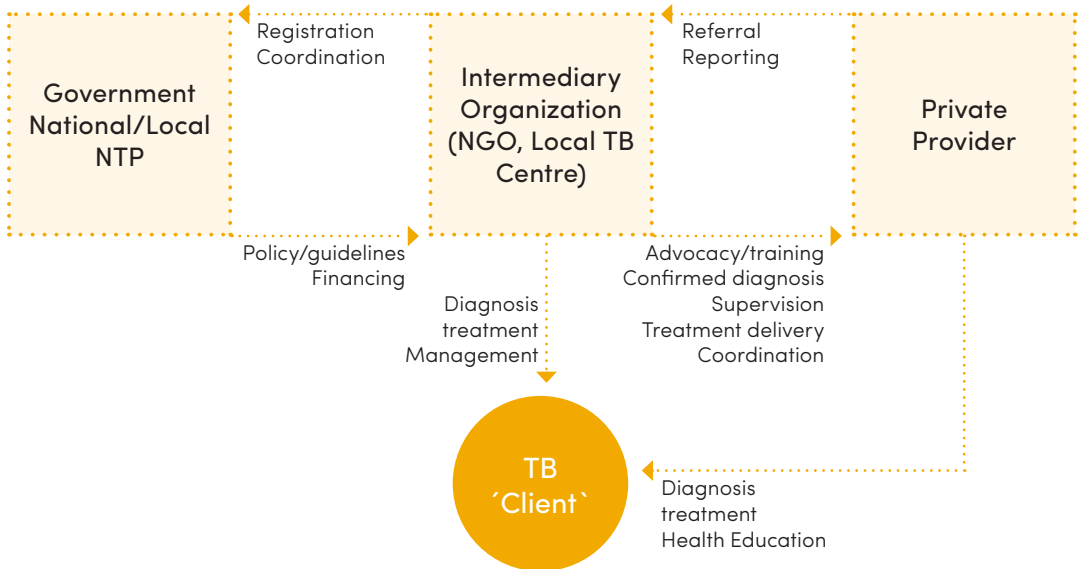 Registration
Coordination
Referral
Reporting
Government
National/Local
NTP
Intermediary
Organization
(NGO, Local TB
Centre)
Private
Provider
Policy/guidelines
Financing
Advocacy/training
Confirmed diagnosis
Supervision
Treatment delivery
Coordination
Diagnosis
treatment
Management
TB
´Client`
Diagnosis
treatment
Health Education